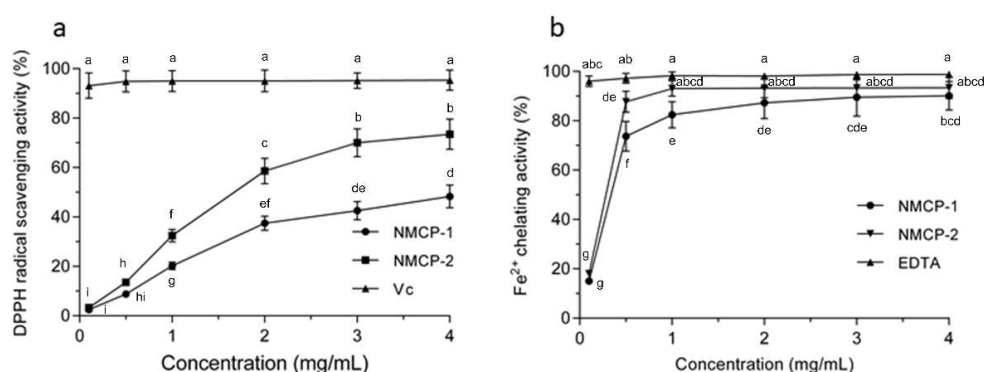 a
DPPH radical scavenging activity (%)
100
80
60
40
20
0
a a a a a a
i h f c b b
i hi g ef de d
NMCP-1
NMCP-2
Vc
0 1 2 3 4
Concentration (mg/mL)
b
Fe2+ chelating activity (%)
100
80
60
40
20
0
abc ab a a a a
g de abcd abcd abcd abcd
g f e de cde bcd
NMCP-1
NMCP-2
EDTA
0 1 2 3 4
Concentration (mg/mL)